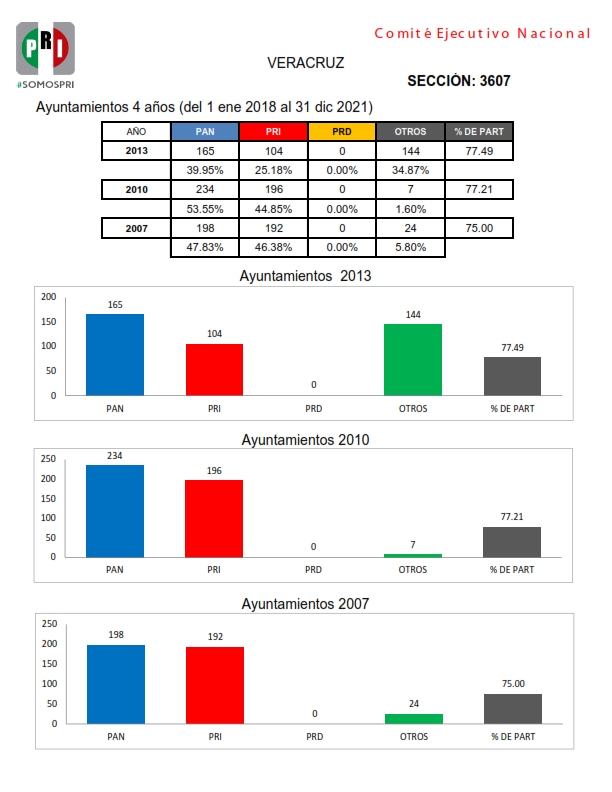 PRI
#SOMOSPRI
Comité Ejecutivo Nacional
VERACRUZ
SECCIÓN: 3607
Ayuntamientos 4 años (del 1 ene 2018 al 31 dic 2021)
AÑO PAN PRI PRD OTROS % DE PART
2013 165 104 0 144 77.49
39.95% 25.18% 0.00% 34.87%
2010 234 196 0 7 77.21
53.55% 44.85% 0.00% 1.60%
2007 198 192 0 24 75.00
47.83% 46.38% 0.00% 5.80%
Ayuntamientos 2013
200
150
100
50
0
165 104 0 144 77.49
PAN PRI PRD OTROS % DE PART
Ayuntamientos 2010
250
200
150
100
50
0
234 196 0 7 77.21
PAN PRI PRD OTROS % DE PART
Ayuntamientos 2007
250
200
150
100
50
0
198 192 0 24 75.00
PAN PRI PRD OTROS % DE PART